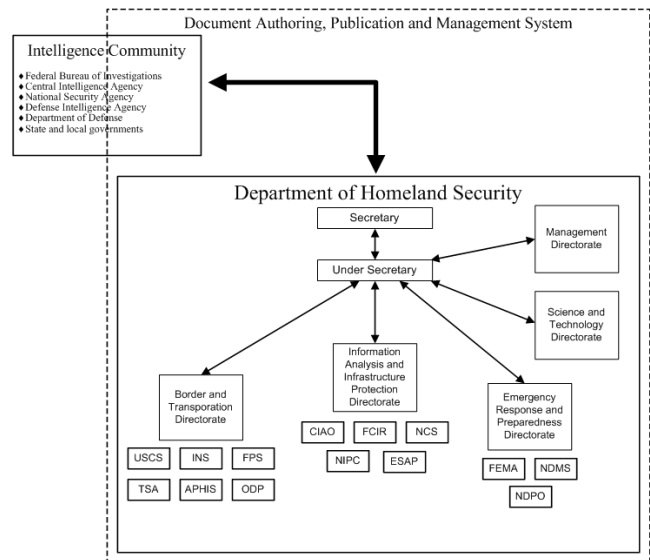 Document Authoring, Publication and Management System
Intelligence Community
♦Federal Bureau of Investigations
♦Central Intelligence Agency
♦National Security Agency
♦Defense Intelligence Agency
♦Department of Defense
♦State and local governments
Department of Homeland Security
Secretary
Under Secretary
Management
Directorate
Science and
Technology
Directorate
Border and
Transporation
Directorate
Information
Analysis and
Infrastructure
Protection
Directorate
Emergency
Response and
Preparedness
Directorate
USCS
INS
FPS
TSA
APHIS
ODP
CIAO
FCIR
NCS
NIPC
ESAP
FEMA
NDMS
NDPO